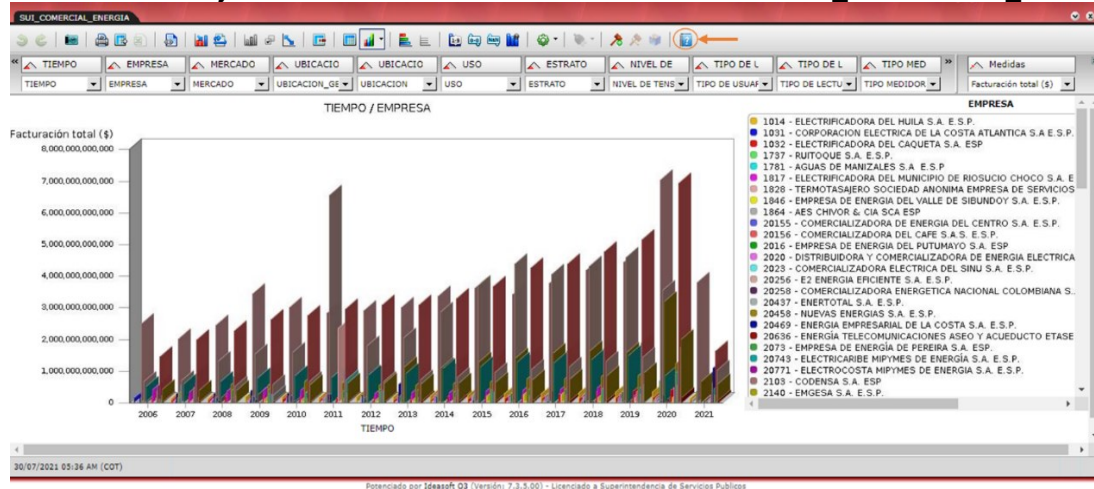 SUI_COMERCIAL_ENERGIA
TIEMPO EMPRESA MERCADO UBICACIO UBICACIO USO ESTRATO NIVEL DE TIPO DE U TIPO DE L TIPO MED Medidas
TIEMPO EMPRESA MERCADO UBICACION_GE UBICACION USO ESTRATO NIVEL DE TENS TIPO DE USUAR TIPO DE LECTU TIPO MEDIDOR Facturación total ($)
TIEMPO / EMPRESA
Facturación total ($)
8,000,000,000,000
7,000,000,000,000
6,000,000,000,000
5,000,000,000,000
4,000,000,000,000
3,000,000,000,000
2,000,000,000,000
1,000,000,000,000
0
2006 2007 2008 2009 2010 2011 2012 2013 2014 2015 2016 2017 2018 2019 2020 2021
TIEMPO
EMPRESA
1014 - ELECTRIFICADORA DEL HUILA S.A. E.S.P.
1031 - CORPORACION ELECTRICA DE LA COSTA ATLANTICA S.A E.S.P.
1032 - ELECTRIFICADORA DEL CAQUETA S.A. ESP
1737 - RUITOQUE S.A. E.S.P.
1781 - AGUAS DE MANIZALES S.A E.S.P
1817 - ELECTRIFICADORA DEL MUNICIPIO DE RIOSUCIO CHOCO S.A. E
1828 - TERMOTASAJERO SOCIEDAD ANONIMA EMPRESA DE SERVICIOS
1846 - EMPRESA DE ENERGIA DEL VALLE DE SIBUNDOY S.A. E.S.P.
1864 - AES CHIVOR & CIA SCA ESP
20155 - COMERCIALIZADORA DE ENERGIA DEL CENTRO S.A. E.S.P.
20156 - COMERCIALIZADORA DEL CAFE S.A.S. E.S.P.
2016 - EMPRESA DE ENERGIA DEL PUTUMAYO S.A. ESP
2020 - DISTRIBUIDORA Y COMERCIALIZADORA DE ENERGIA ELECTRICA
2023 - COMERCIALIZADORA ELECTRICA DEL SINU S.A. E.S.P.
20256 - E2 ENERGIA EFICIENTE S.A. E.S.P.
20258 - COMERCIALIZADORA ENERGETICA NACIONAL COLOMBIANA S..
20437 - ENERTOTAL S.A. E.S.P.
20458 - NUEVAS ENERGIAS S.A. E.S.P.
20469 - ENERGIA EMPRESARIAL DE LA COSTA S.A. E.S.P.
20636 - ENERGÍA TELECOMUNICACIONES ASEO Y ACUEDUCTO ETASE
2073 - EMPRESA DE ENERGÍA DE PEREIRA S.A. ESP.
20743 - ELECTRICARIBE MIPYMES DE ENERGÍA S.A. E.S.P.
20771 - ELECTROCOSTA MIPYMES DE ENERGIA S.A. E.S.P.
2103 - CODENSA S.A. ESP
2140 - EMGESA S.A. E.S.P.
30/07/2021 05:36 AM (COT)
Potenciado por Ideasoft O3 (Versión: 7.3.5.00) - Licenciado a Superintendencia de Servicios Publicos